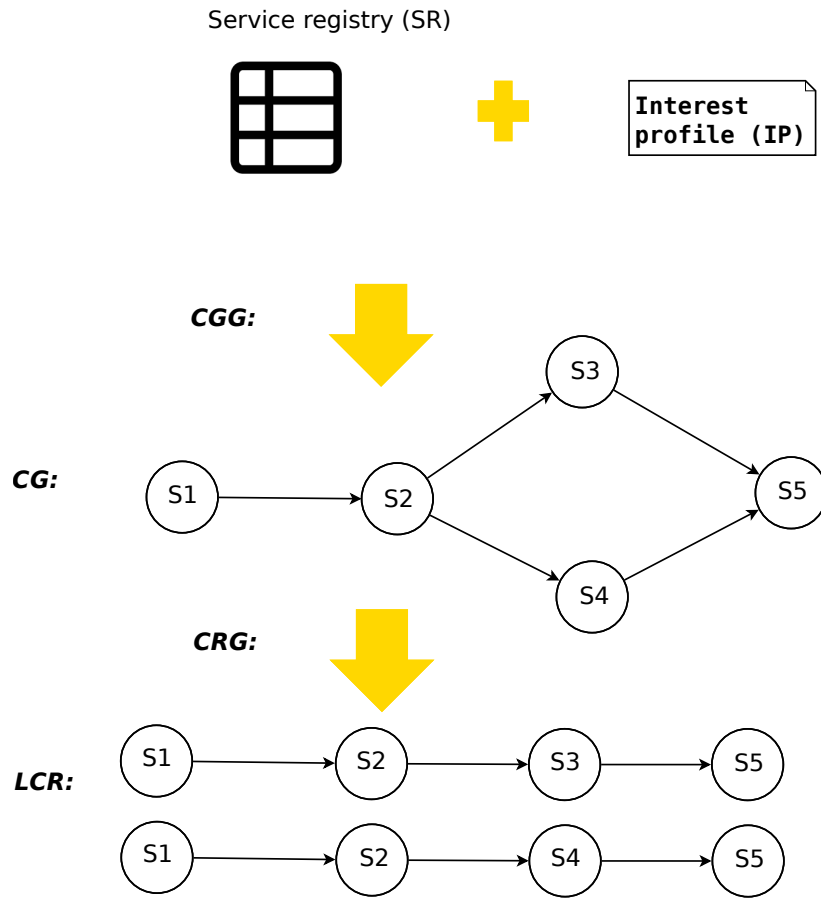 Service registry (SR)
Interest
profile (IP)
CGG:
S3
CG:
S1
S2
S5
S4
CRG:
S1
S2
S3
S5
LCR:
S1
S2
S4
S5